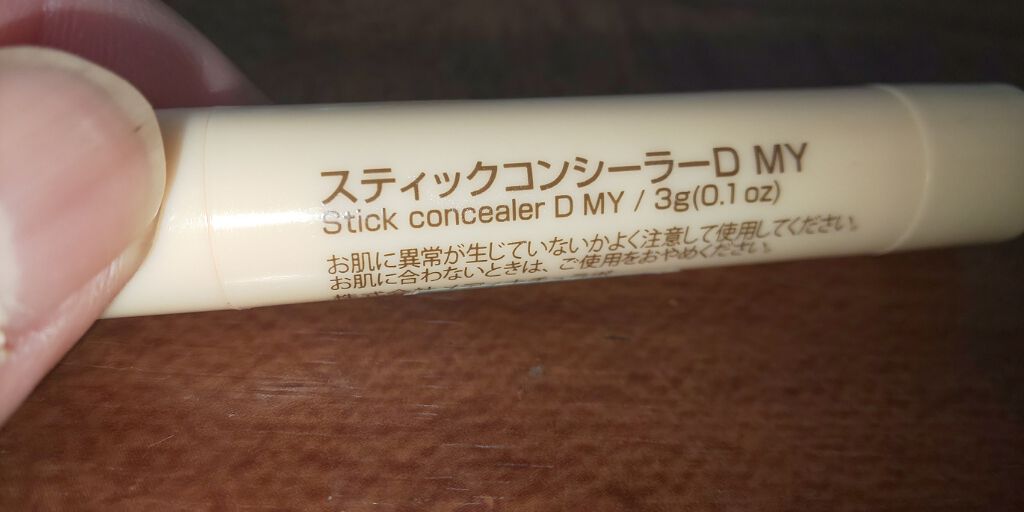 スティックコンシーラーD MY
Stick concealer D MY / 3g(0.1oz)
お肌に異常が生じていないかよく注意して使用してください。
お肌に合わないときは、ご使用をおやめください。